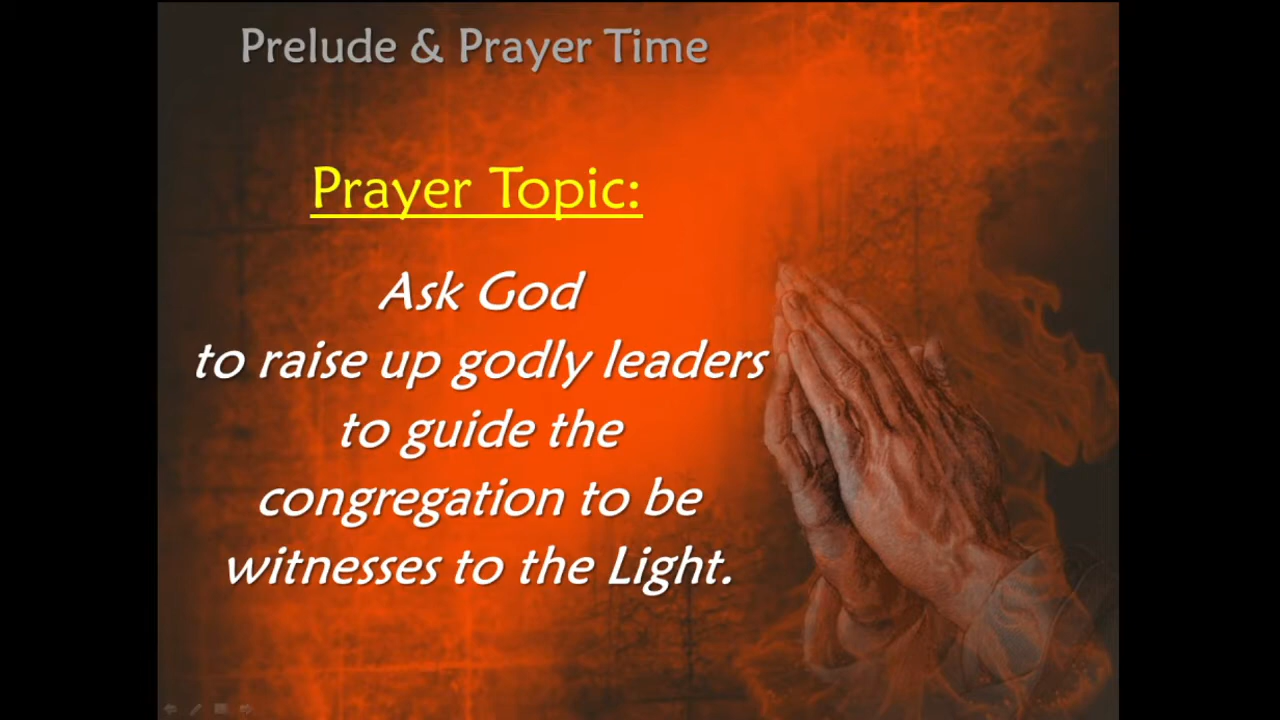 Prelude & Prayer Time
Prayer Topic:
Ask God
to raise up godly leaders
to guide the
congregation to be
witnesses to the Light.